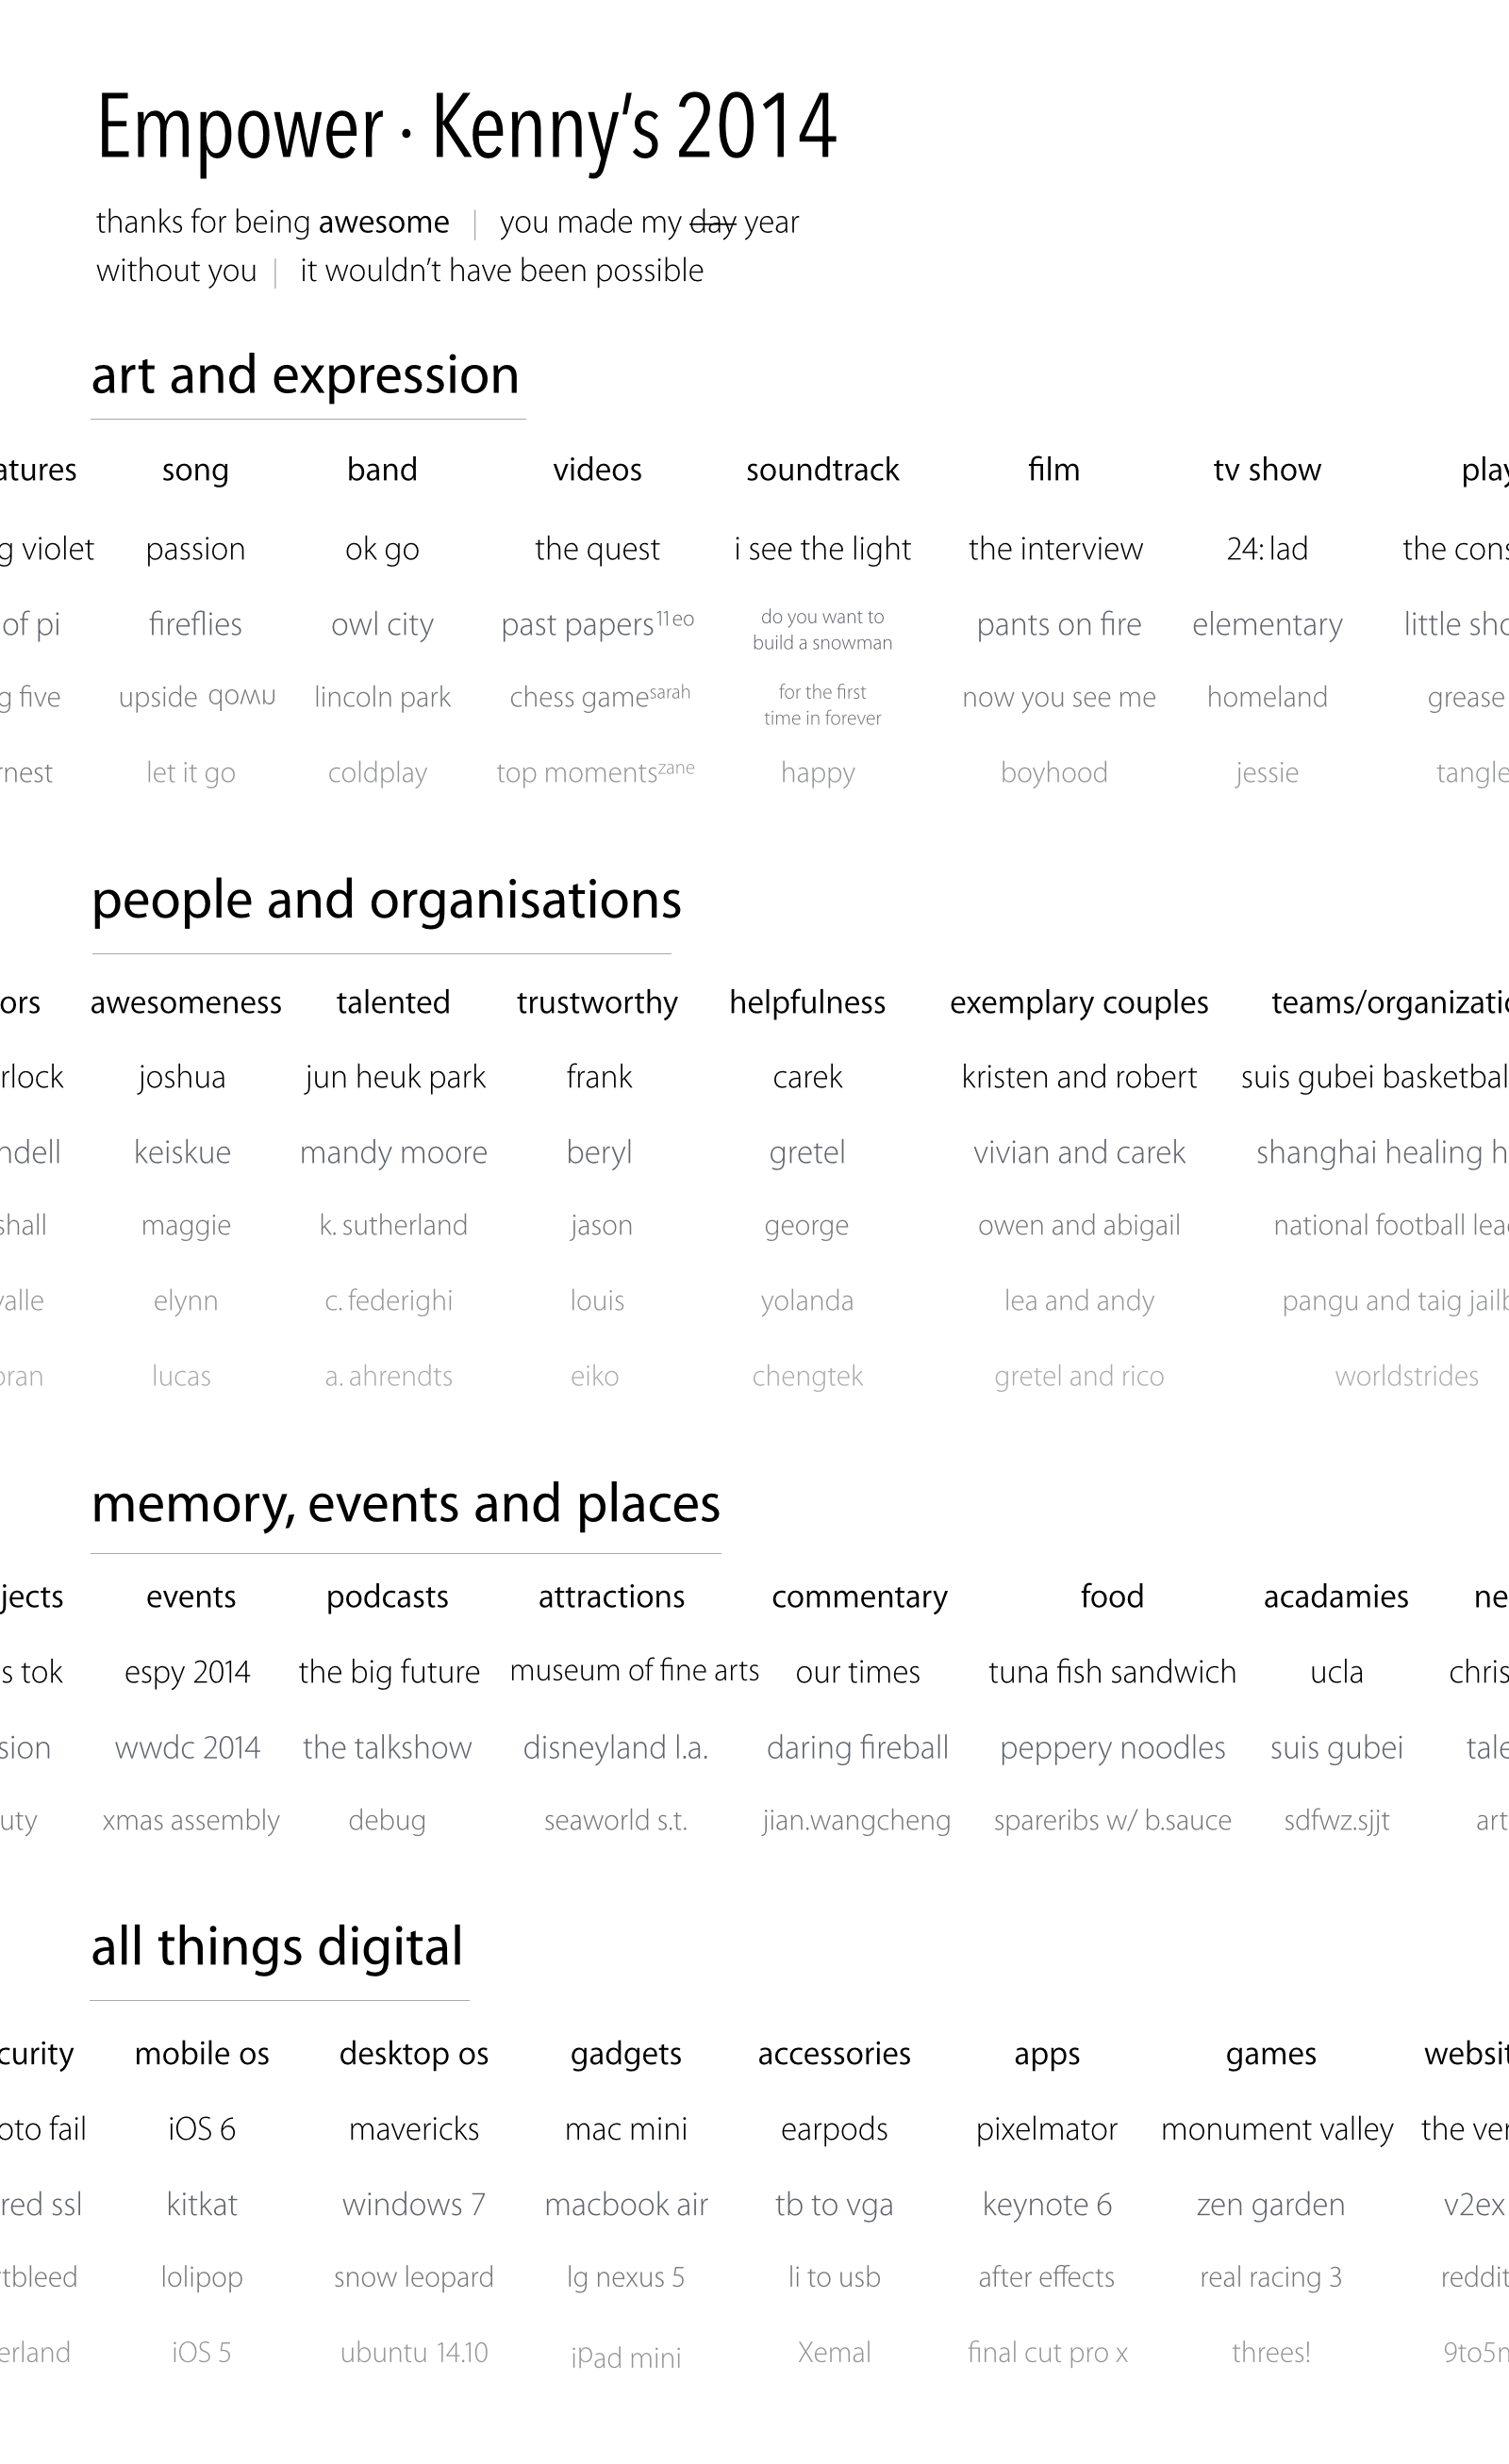 Empower · Kenny's 2014
thanks for being awesome | you made my day year
without you | it wouldn't have been possible
art and expression
atures song band videos soundtrack film tv show play
g violet passion ok go the quest i see the light the interview 24: lad the cons
of pi fireflies owl city past papers 11eo do you want to build a snowman pants on fire elementary little sho
g five upside down lincoln park chess game sarah for the first time in forever now you see me homeland grease
rnest let it go coldplay top moments zane happy boyhood jessie tangle
people and organisations
ors awesomeness talented trustworthy helpfulness exemplary couples teams/organizatio
rlock joshua jun heuk park frank carek kristen and robert suis gubei basketbal
ndell keiskue mandy moore beryl gretel vivian and carek shanghai healing h
shall maggie k. sutherland jason george owen and abigail national football lea
valle elynn c. federighi louis yolanda lea and andy pangu and taig jailb
oran lucas a. ahrendts eiko chengtek gretel and rico worldstrides
memory, events and places
jects events podcasts attractions commentary food acadamies ne
s tok espy 2014 the big future museum of fine arts our times tuna fish sandwich ucla chris
sion wwdc 2014 the talkshow disneyland l.a. daring fireball peppery noodles suis gubei tale
uty xmas assembly debug seaworld s.t. jian.wangcheng spareribs w/ b.sauce sdfwz.sjjt art
all things digital
curity mobile os desktop os gadgets accessories apps games websit
oto fail iOS 6 mavericks mac mini earpods pixelmator monument valley the ver
red ssl kitkat windows 7 macbook air tb to vga keynote 6 zen garden v2ex
tbleed lolipop snow leopard lg nexus 5 li to usb after effects real racing 3 reddit
erland iOS 5 ubuntu 14.10 ipad mini Xemal final cut pro x threes! 9to5n